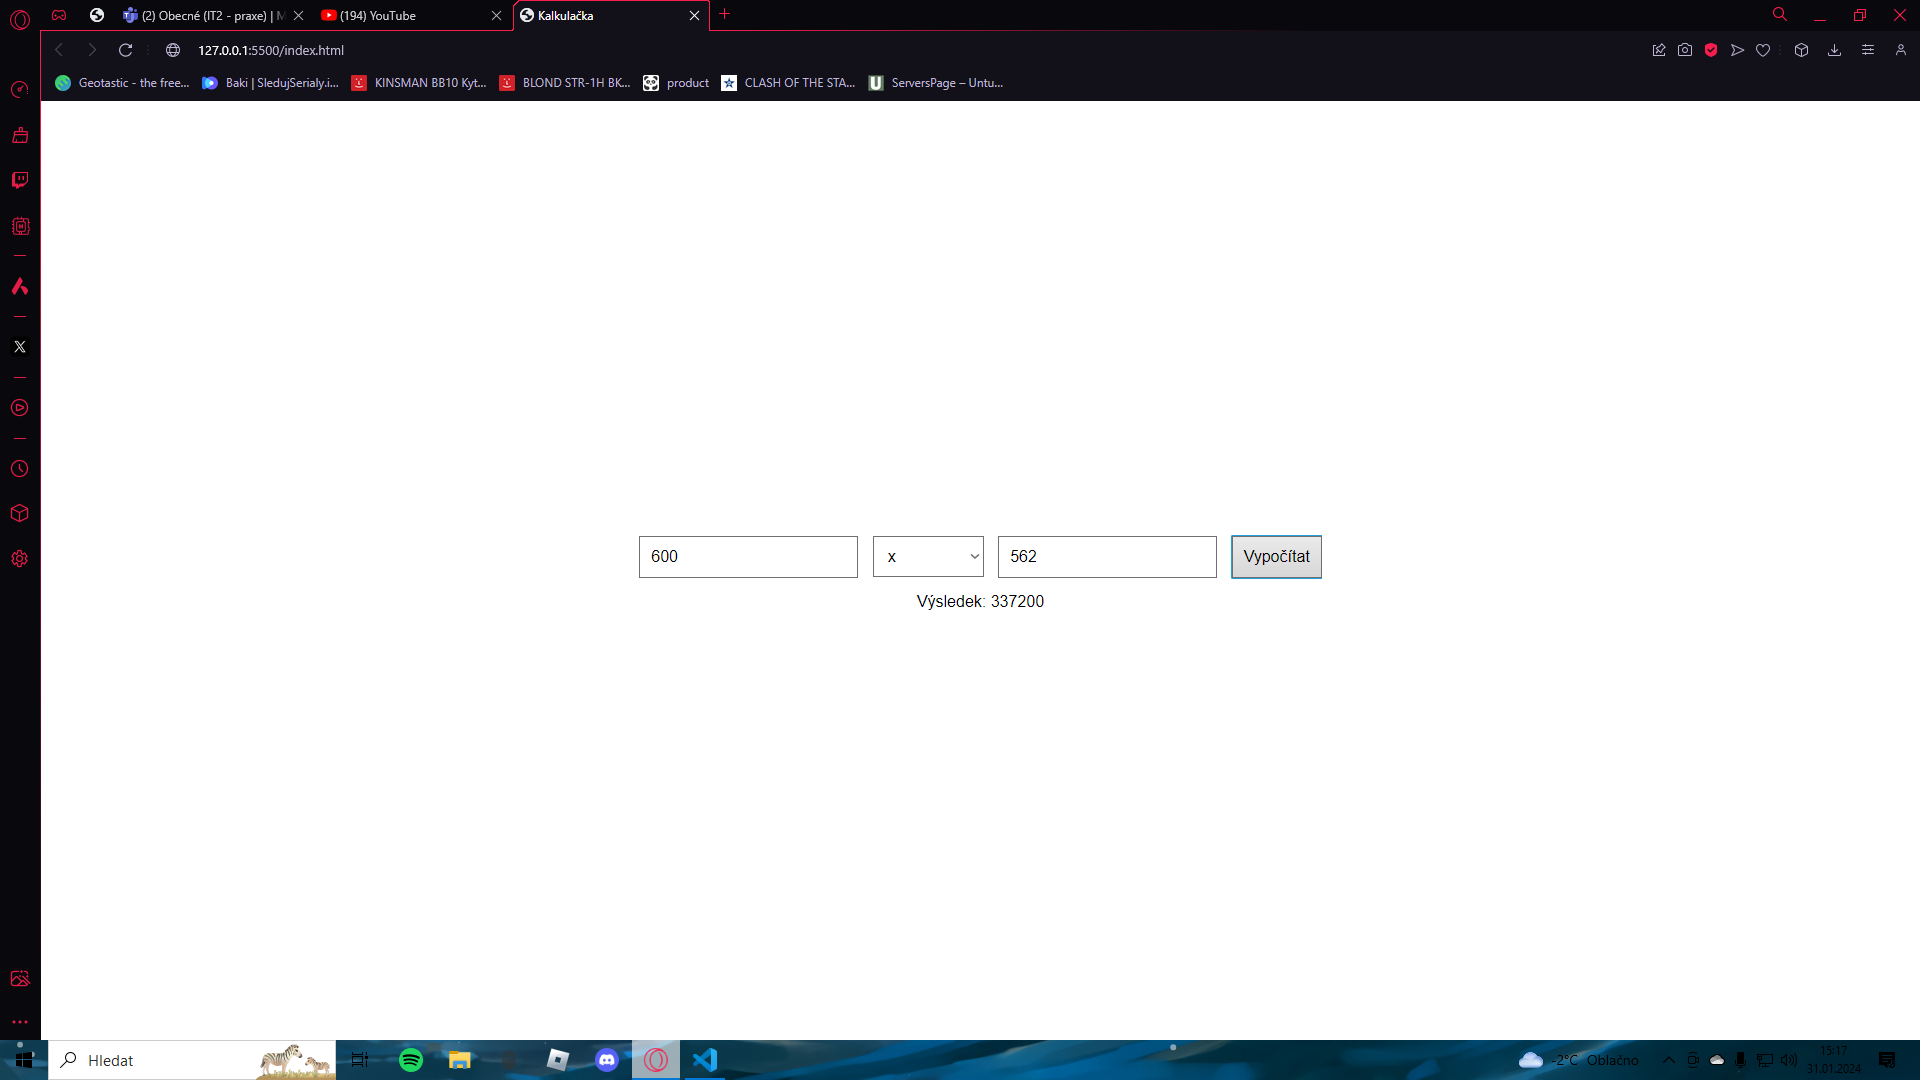 (2) Obecné (IT2 - praxe) | M
(194) YouTube
Kalkulačka
127.0.0.1:5500/index.html
Geotastic - the free...
Baki | SledujSerialy.i...
KINSMAN BB10 Kyt...
BLOND STR-1H BK...
product
CLASH OF THE STA...
ServersPage – Untu...
600
x
562
Vypočítat
Výsledek: 337200
Hledat
-2°C Oblačno
15:17
31.01.2024